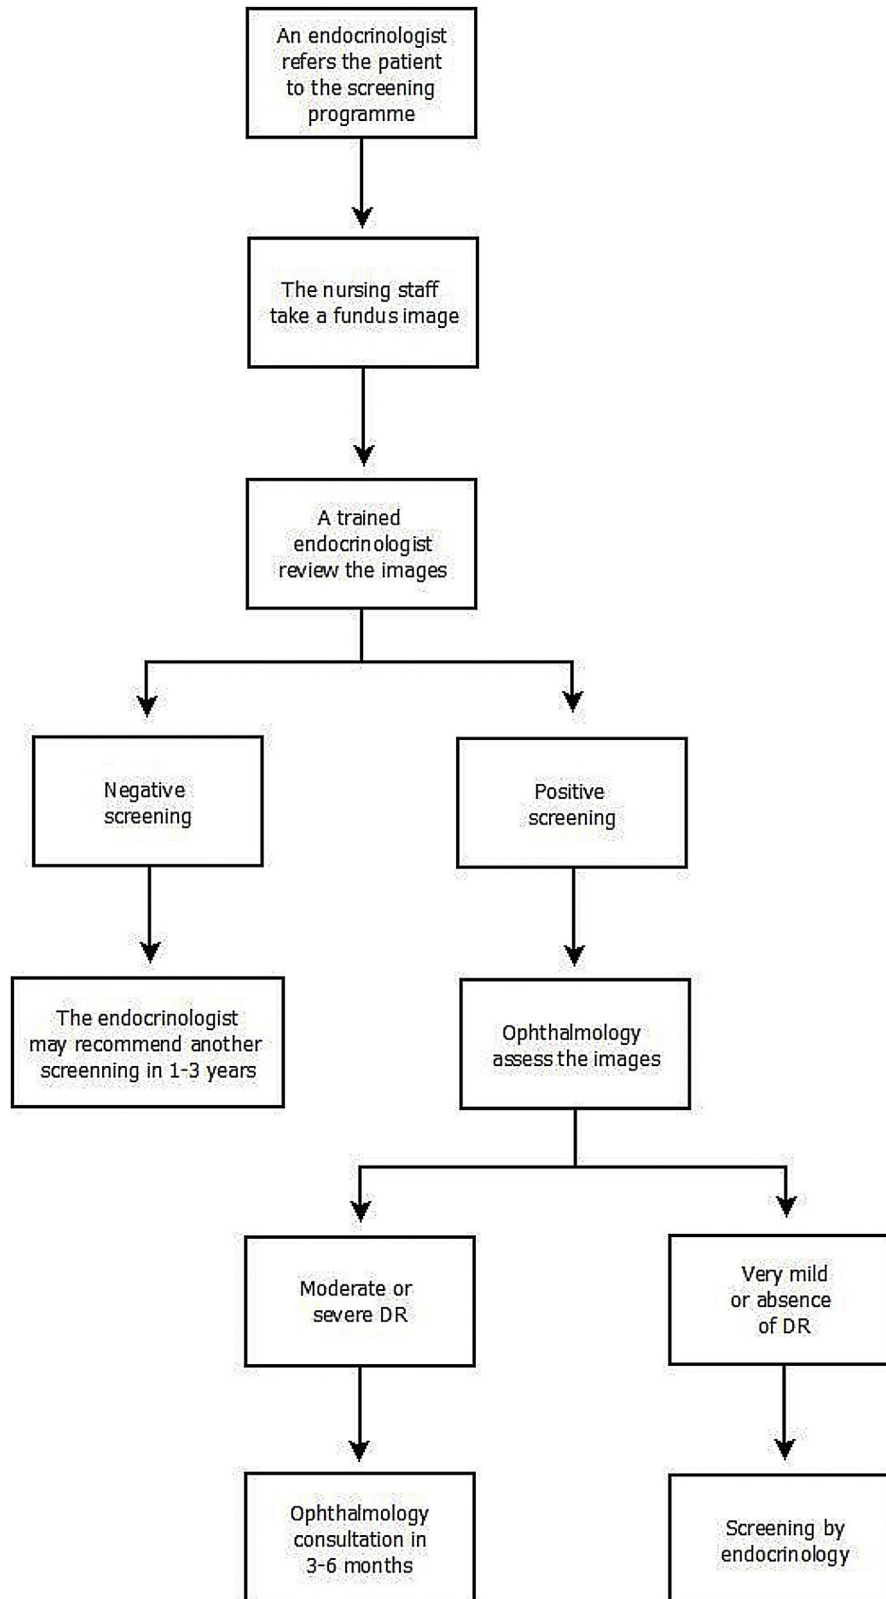 An endocrinologist
refers the patient
to the screening
programme
The nursing staff
take a fundus image
A trained
endocrinologist
review the images
Negative
screening
Positive
screening
The endocrinologist
may recommend another
screenning in 1-3 years
Ophthalmology
assess the images
Moderate or
severe DR
Very mild
or absence
of DR
Ophthalmology
consultation in
3-6 months
Screening by
endocrinology